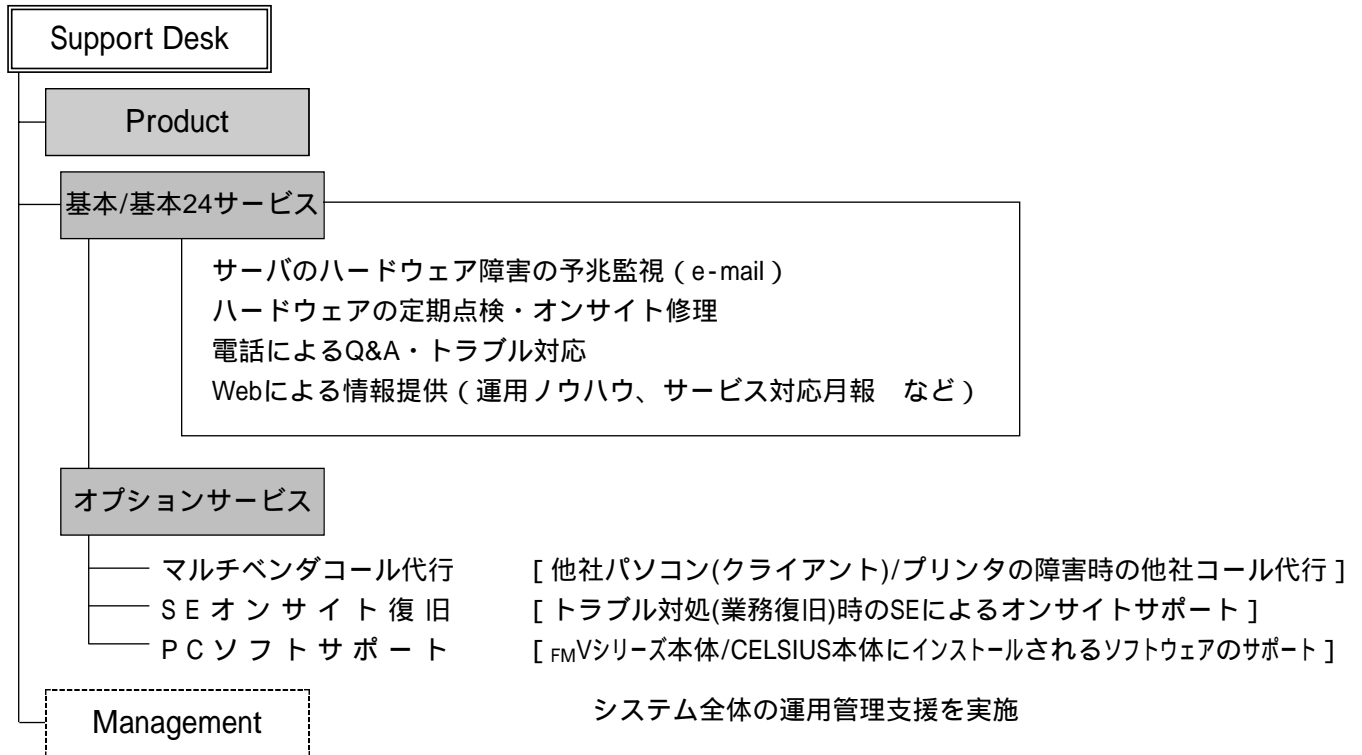 Support Desk
Product
基本/基本24サービス
サーバのハードウェア障害の予兆監視（e-mail）
ハードウェアの定期点検・オンサイト修理
電話によるQ&A・トラブル対応
Webによる情報提供（運用ノウハウ、サービス対応月報　など）
オプションサービス
マルチベンダコール代行 [ 他社パソコン(クライアント)/プリンタの障害時の他社コール代行 ]
SEオンサイト復旧 [ トラブル対処(業務復旧)時のSEによるオンサイトサポート ]
PCソフトサポート [ FMVシリーズ本体/CELSIUS本体にインストールされるソフトウェアのサポート ]
システム全体の運用管理支援を実施
Management